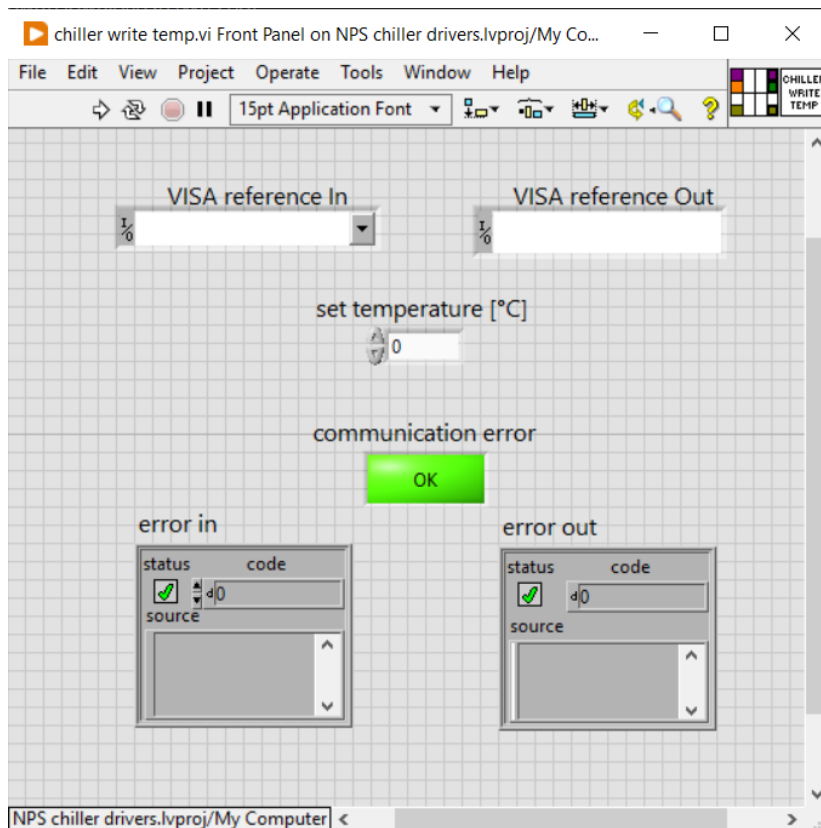 chiller write temp.vi Front Panel on NPS chiller drivers.lvproj/My Co...
File Edit View Project Operate Tools Window Help
15pt Application Font
CHILLER
WRITE
TEMP
VISA reference In
VISA reference Out
I/O
I/O
set temperature [°C]
0
communication error
OK
error in
error out
status code
d0
source
status code
d0
source
NPS chiller drivers.lvproj/My Computer